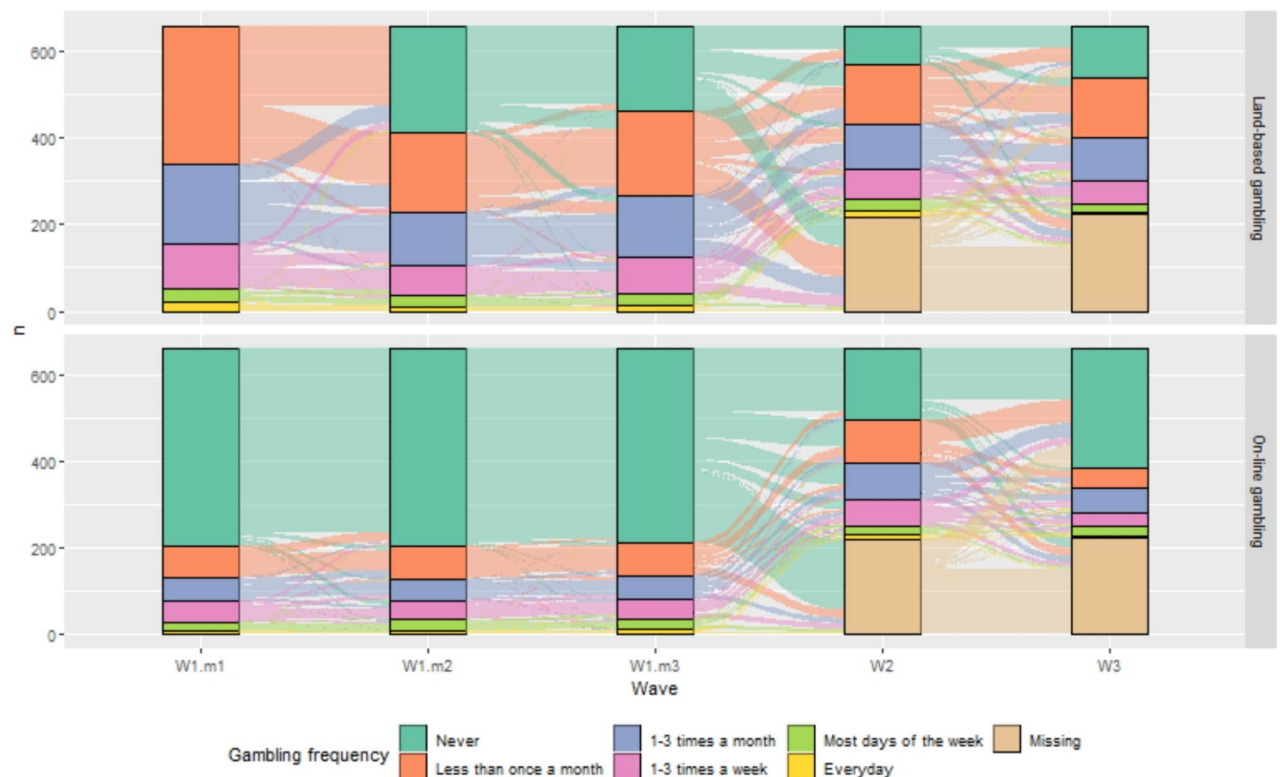 600
400
200
0
Land-based gambling
n
600
400
200
0
On-line gambling
W1.m1 W1.m2 W1.m3 W2 W3
Wave
Gambling frequency
Never 1-3 times a month Most days of the week Missing
Less than once a month 1-3 times a week Everyday